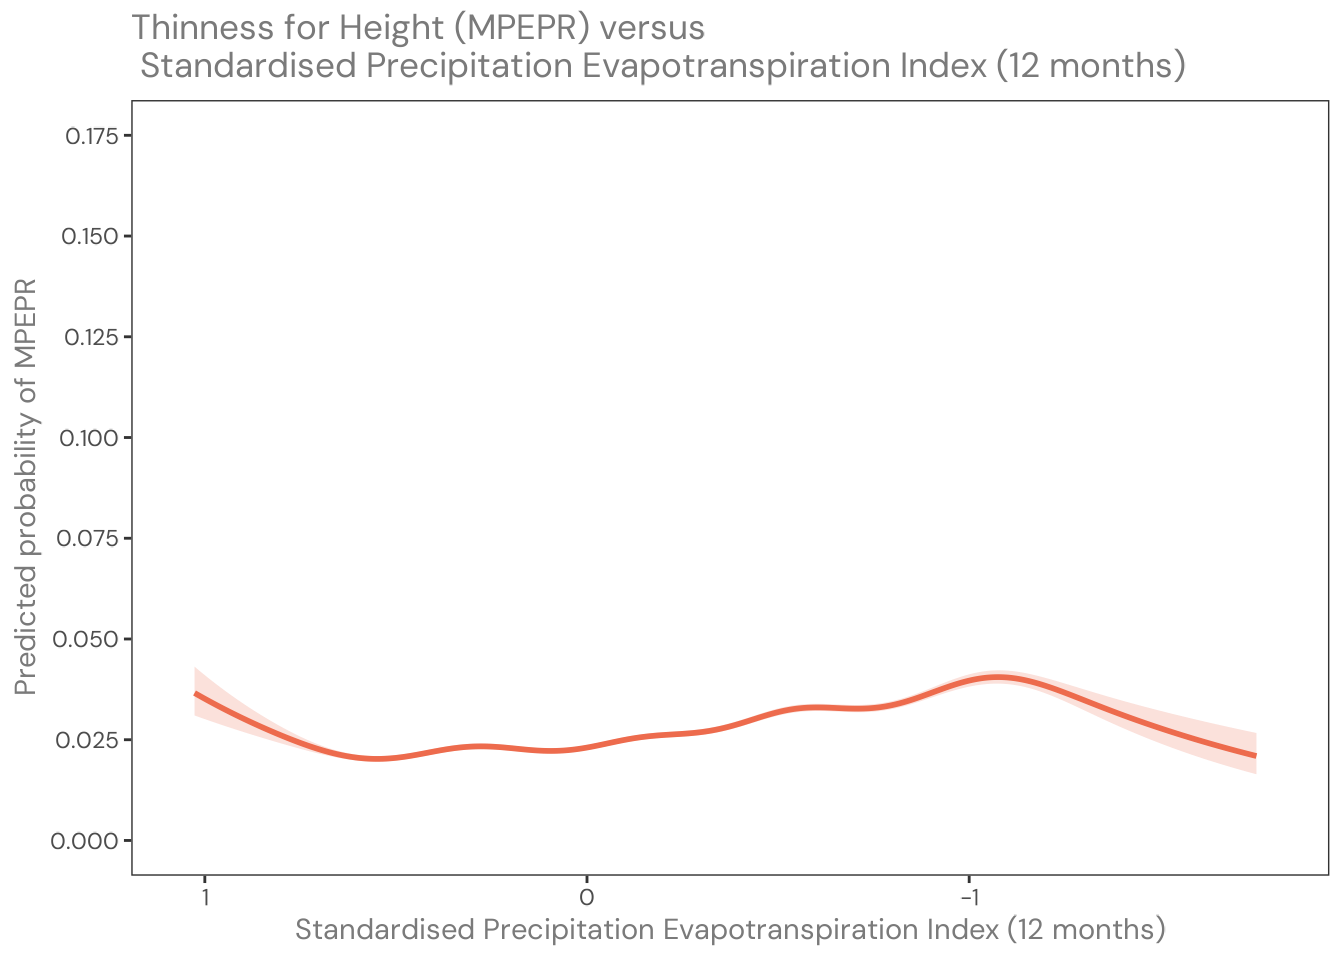 Thinness for Height (MPEPR) versus
Standardised Precipitation Evapotranspiration Index (12 months)
Predicted probability of MPEPR
0.175
0.150
0.125
0.100
0.075
0.050
0.025
0.000
1
0
-1
Standardised Precipitation Evapotranspiration Index (12 months)